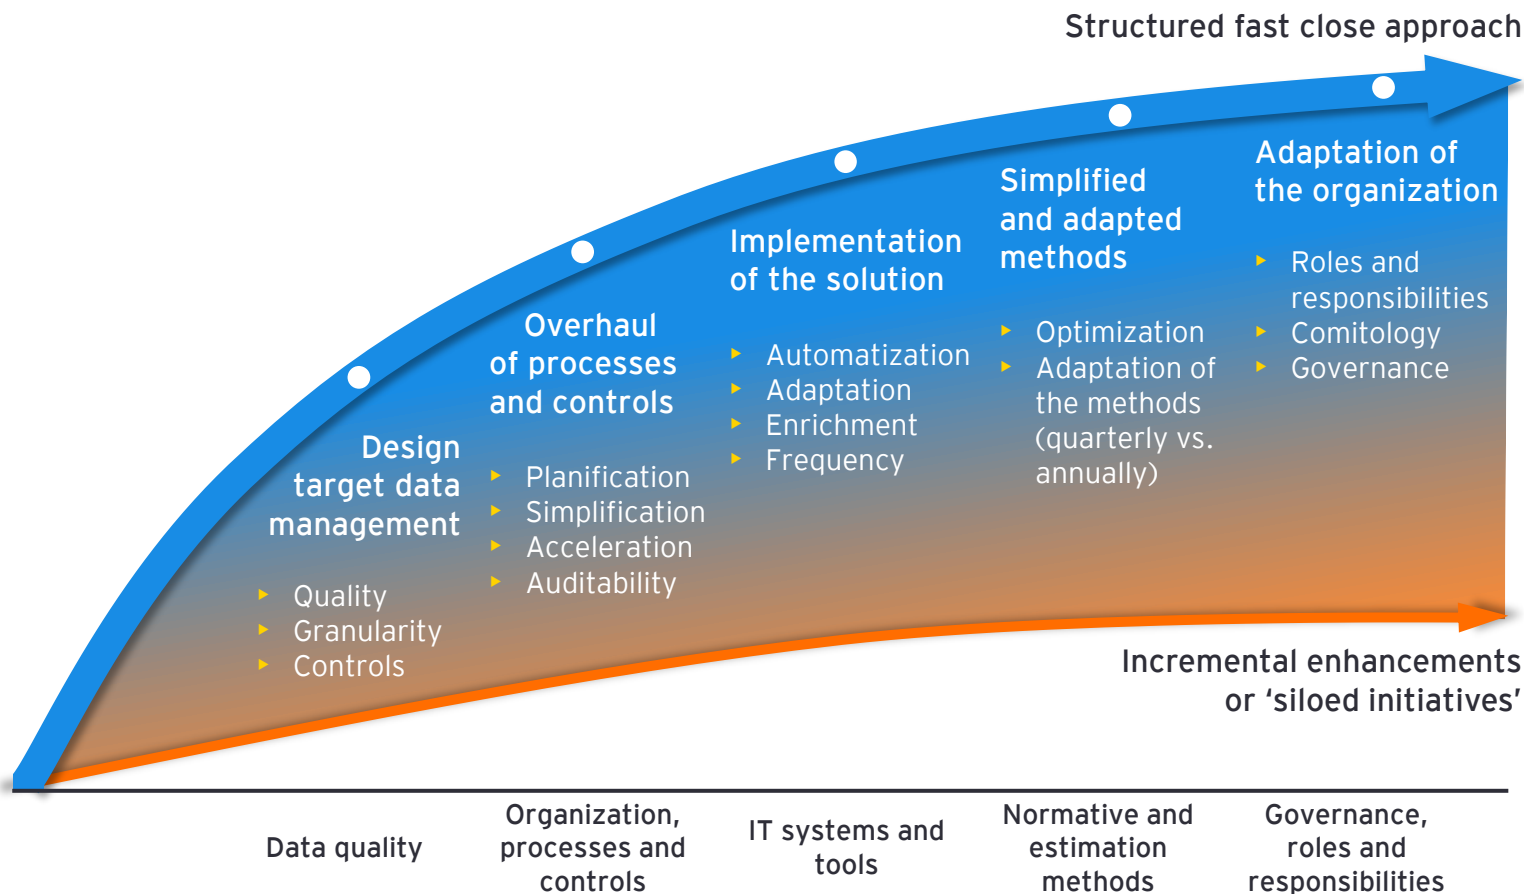 Structured fast close approach
Design
target data
management
Quality
Granularity
Controls
Overhaul
of processes
and controls
Planification
Simplification
Acceleration
Auditability
Implementation
of the solution
Automatization
Adaptation
Enrichment
Frequency
Simplified
and adapted
methods
Optimization
Adaptation of
the methods
(quarterly vs.
annually)
Adaptation of
the organization
Roles and
responsibilities
Comitology
Governance
Incremental enhancements
or ‘siloed initiatives’
Data quality
Organization,
processes and
controls
IT systems and
tools
Normative and
estimation
methods
Governance,
roles and
responsibilities